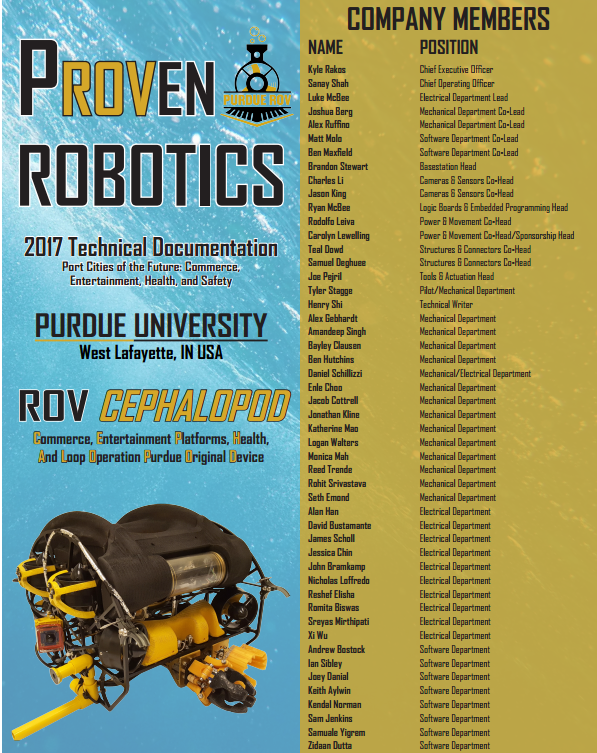 PROVEN
PURDUE ROV
ROBOTICS
2017 Technical Documentation
Port Cities of the Future: Commerce,
Entertainment, Health, and Safety
PURDUE UNIVERSITY
West Lafayette, IN USA
ROV CEPHALOPOD
Commerce, Entertainment Platforms, Health,
And Loop Operation Purdue Original Device
COMPANY MEMBERS
NAME POSITION
Kyle Rakos Chief Executive Officer
Sanay Shah Chief Operating Officer
Luke McBee Electrical Department Lead
Joshua Berg Mechanical Department Co-Lead
Alex Ruffino Mechanical Department Co-Lead
Matt Molo Software Department Co-Lead
Ben Maxfield Software Department Co-Lead
Brandon Stewart Basestation Head
Charles Li Cameras & Sensors Co-Head
Jason King Cameras & Sensors Co-Head
Ryan McBee Logic Boards & Embedded Programming Head
Rodolfo Leiva Power & Movement Co-Head
Carolyn Lewelling Power & Movement Co-Head/Sponsorship Head
Teal Dowd Structures & Connectors Co-Head
Samuel Deghuee Structures & Connectors Co-Head
Joe Pejril Tools & Actuation Head
Tyler Stagge Pilot/Mechanical Department
Henry Shi Technical Writer
Alex Gebhardt Mechanical Department
Amandeep Singh Mechanical Department
Bayley Clausen Mechanical Department
Ben Hutchins Mechanical Department
Daniel Schillizzi Mechanical/Electrical Department
Enle Choo Mechanical Department
Jacob Cottrell Mechanical Department
Jonathan Kline Mechanical Department
Katherine Mao Mechanical Department
Logan Walters Mechanical Department
Monica Mah Mechanical Department
Reed Trende Mechanical Department
Rohit Srivastava Mechanical Department
Seth Emond Mechanical Department
Alan Han Electrical Department
David Bustamante Electrical Department
James Scholl Electrical Department
Jessica Chin Electrical Department
John Bramkamp Electrical Department
Nicholas Loffredo Electrical Department
Reshef Elisha Electrical Department
Romita Biswas Electrical Department
Sreyas Mirthipati Electrical Department
Xi Wu Electrical Department
Andrew Bostock Software Department
Ian Sibley Software Department
Joey Danial Software Department
Keith Aylwin Software Department
Kendal Norman Software Department
Sam Jenkins Software Department
Samuale Yigrem Software Department
Zidaan Dutta Software Department